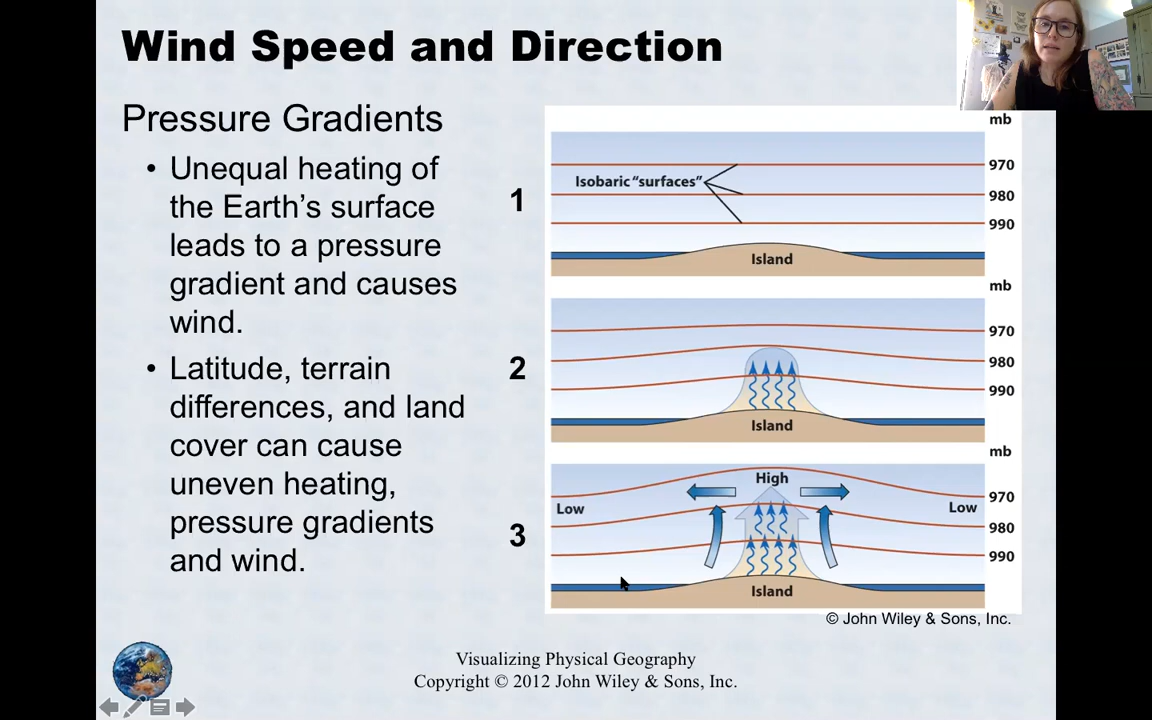 Wind Speed and Direction
Pressure Gradients
• Unequal heating of
the Earth's surface
leads to a pressure
gradient and causes
wind.
• Latitude, terrain
differences, and land
cover can cause
uneven heating,
pressure gradients
and wind.
1
mb
970
Isobaric "surfaces"
980
990
Island
2
mb
970
980
990
Island
3
mb
High
970
Low
Low
980
990
Island
© John Wiley & Sons, Inc.
Visualizing Physical Geography
Copyright © 2012 John Wiley & Sons, Inc.